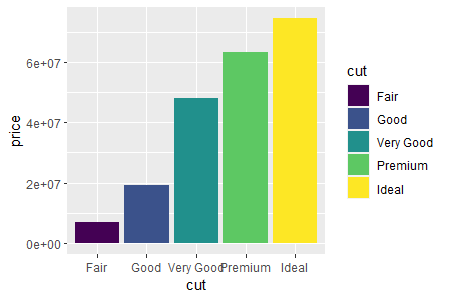 price
6e+07
4e+07
2e+07
0e+00
Fair Good Very Good Premium Ideal
cut
cut
Fair
Good
Very Good
Premium
Ideal